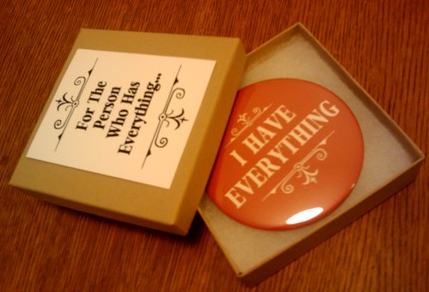 For The
Person
Who Has
Everything...
I HAVE
EVERYTHING